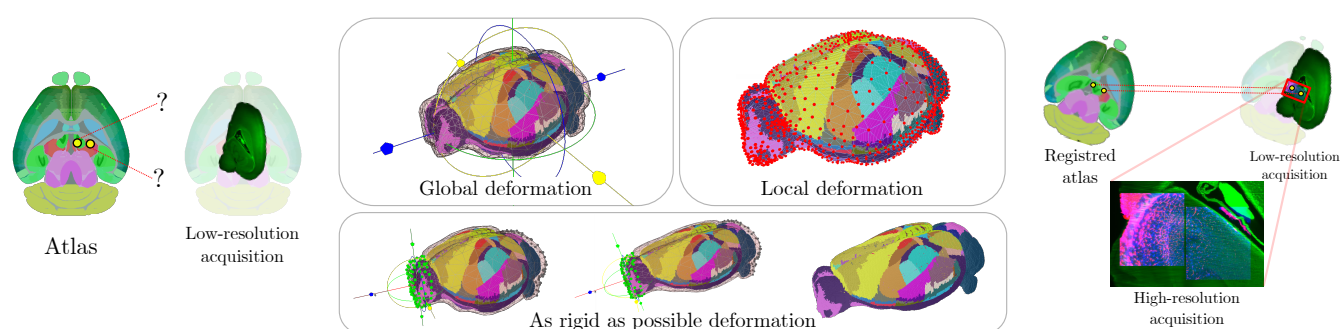 ?
?
Atlas
Low-resolution
acquisition
Global deformation
Local deformation
As rigid as possible deformation
Registred
atlas
Low-resolution
acquisition
High-resolution
acquisition